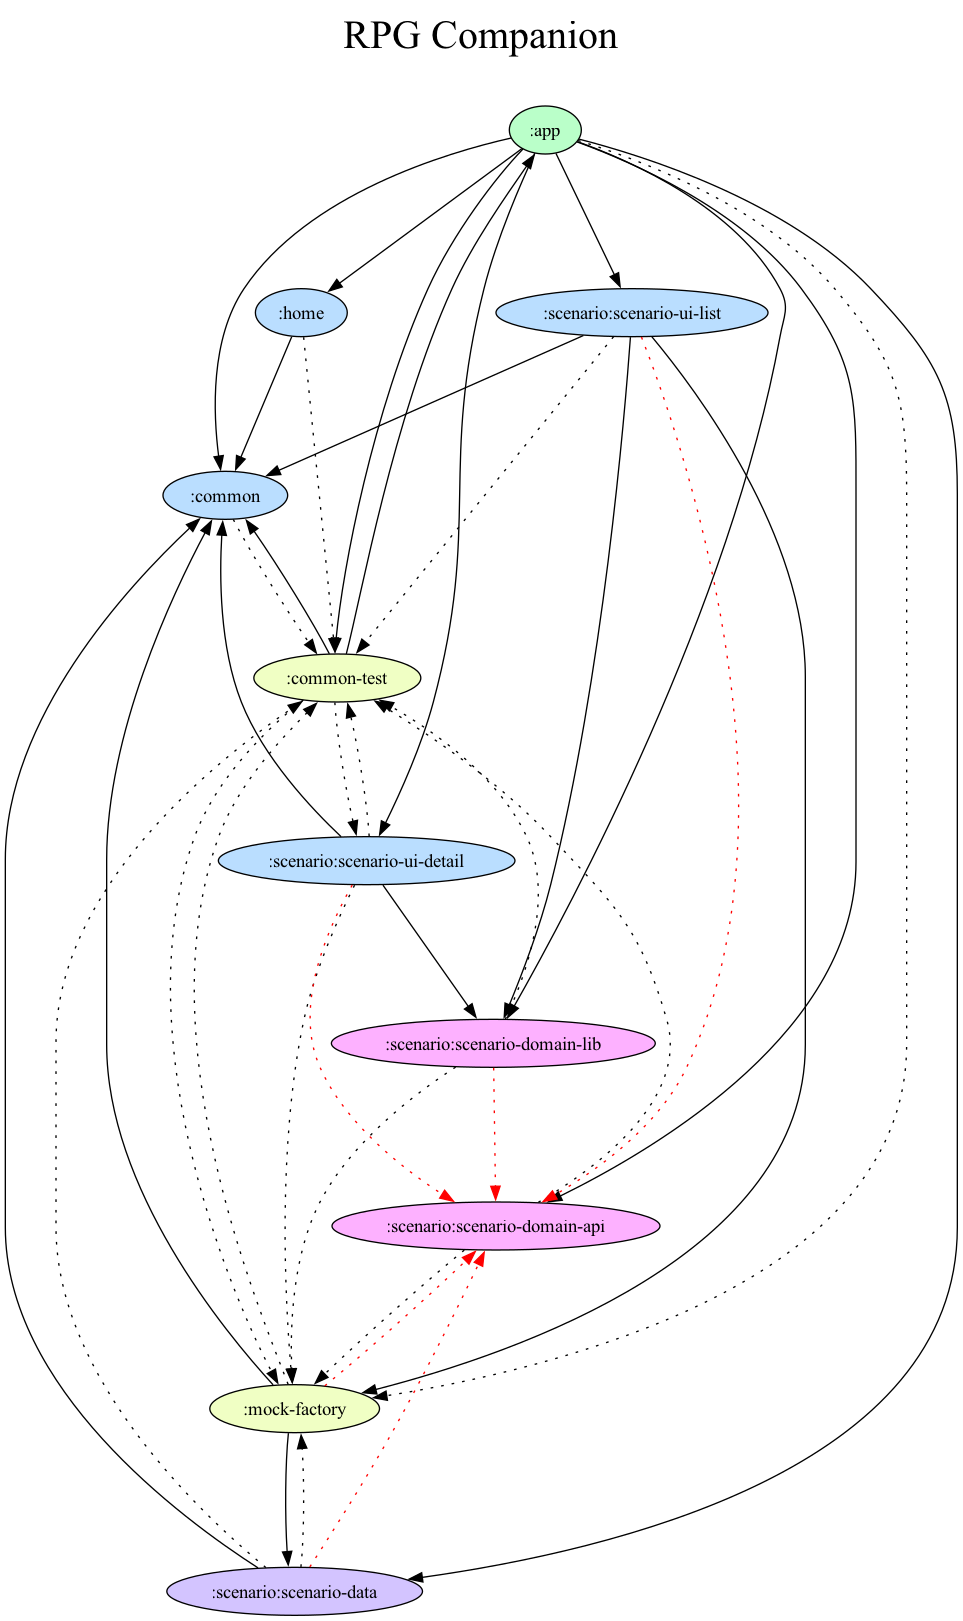 RPG Companion
:app
:home
:scenario:scenario-ui-list
:common
:common-test
:scenario:scenario-ui-detail
:scenario:scenario-domain-lib
:scenario:scenario-domain-api
:mock-factory
:scenario:scenario-data